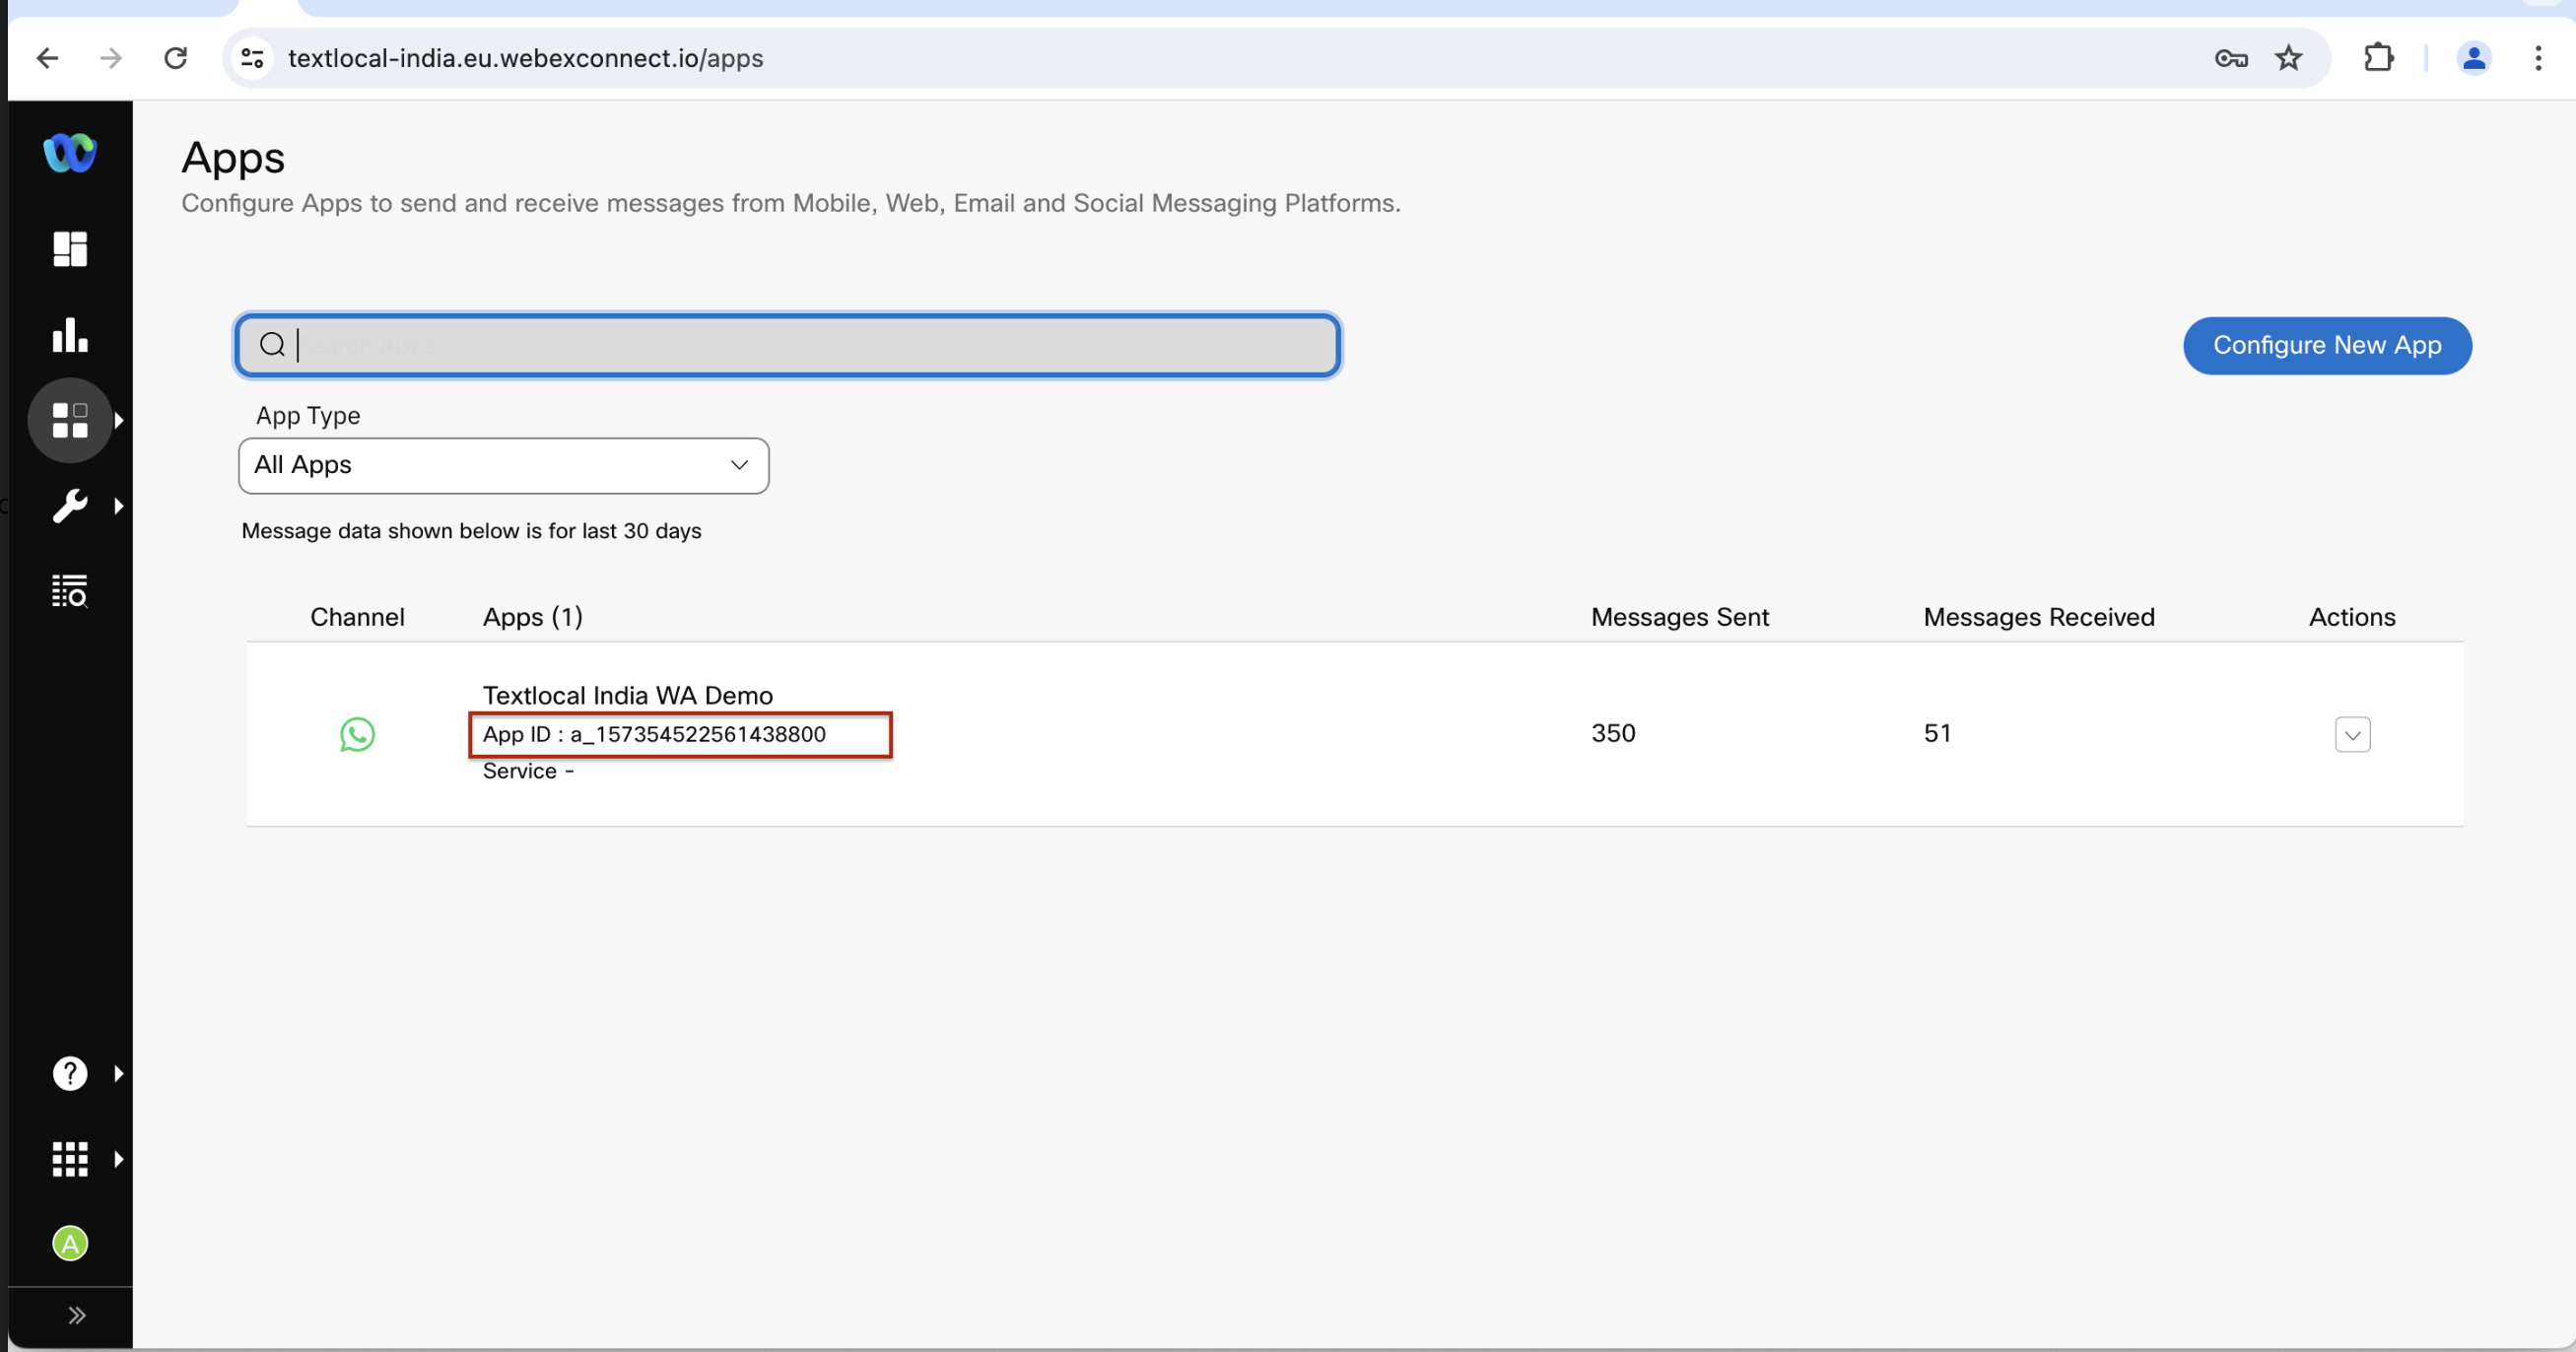 textlocal-india.eu.webexconnect.io/apps
Apps
Configure Apps to send and receive messages from Mobile, Web, Email and Social Messaging Platforms.
Search Apps
Configure New App
App Type
All Apps
Message data shown below is for last 30 days
Channel Apps (1) Messages Sent Messages Received Actions
Textlocal India WA Demo
App ID : a_157354522561438800
350 51
Service -
?
A